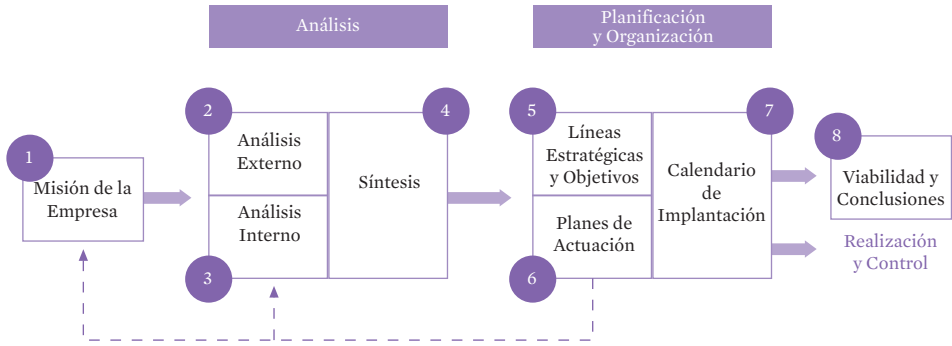 Análisis
Planificación
y Organización
1
Misión de la
Empresa
2
Análisis
Externo
Análisis
Interno
3
4
Síntesis
5
Líneas
Estratégicas
y Objetivos
Planes de
Actuación
6
7
Calendario
de
Implantación
8
Viabilidad y
Conclusiones
Realización
y Control